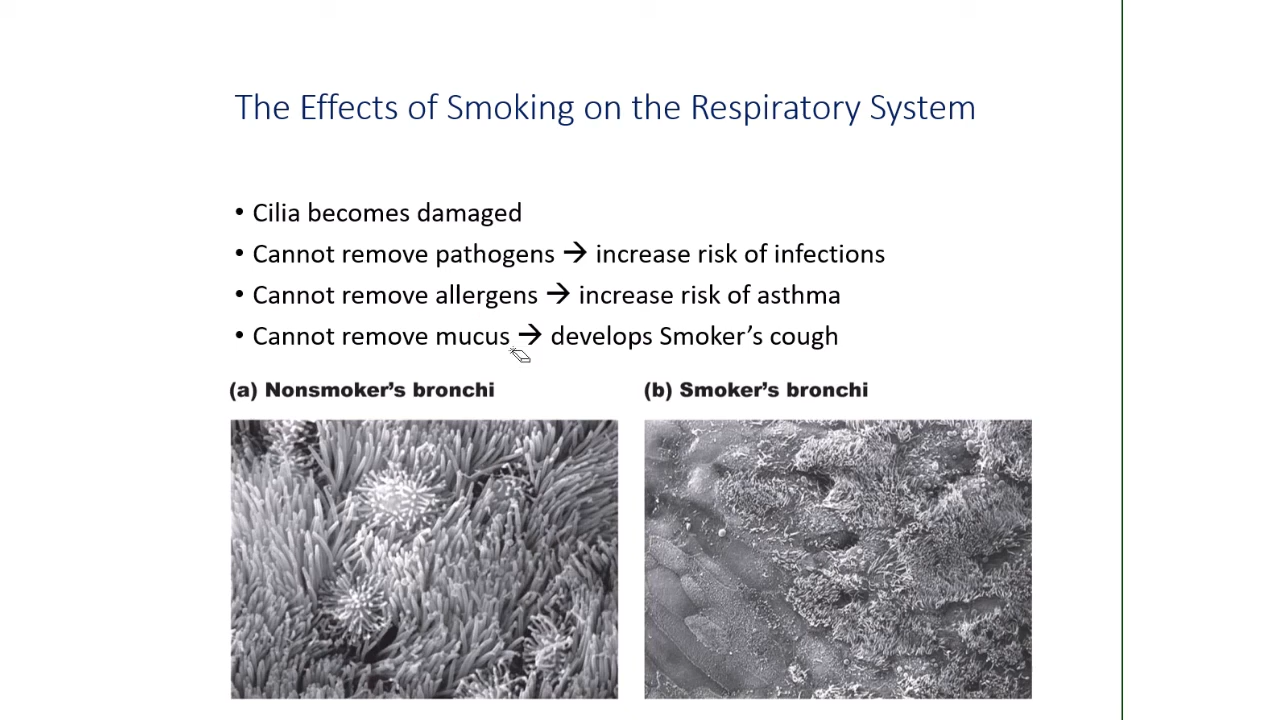 The Effects of Smoking on the Respiratory System
• Cilia becomes damaged
• Cannot remove pathogens → increase risk of infections
• Cannot remove allergens → increase risk of asthma
• Cannot remove mucus → develops Smoker’s cough
(a) Nonsmoker’s bronchi
(b) Smoker’s bronchi